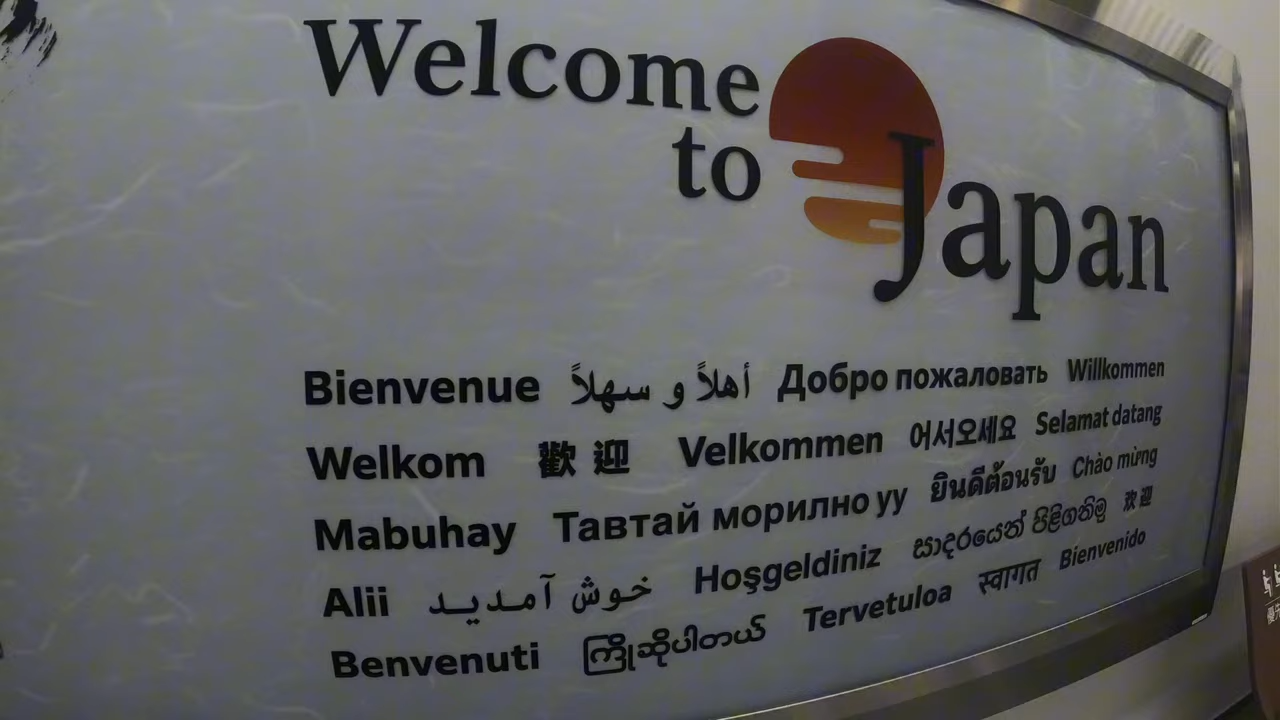 Welcome
to
Japan
Bienvenue أهلاً و سهلاً Добро пожаловать Willkommen
Welkom 歡迎 Velkommen 어서오세요 Selamat datang
Mabuhay Тавтай морилно уу ยินดีต้อนรับ Chào mừng
Alii خوش آمدید Hoşgeldiniz සාදරයෙන් පිළිගනිමු 欢迎
Benvenuti ကြိုဆိုပါတယ် Tervetuloa स्वागत Bienvenido